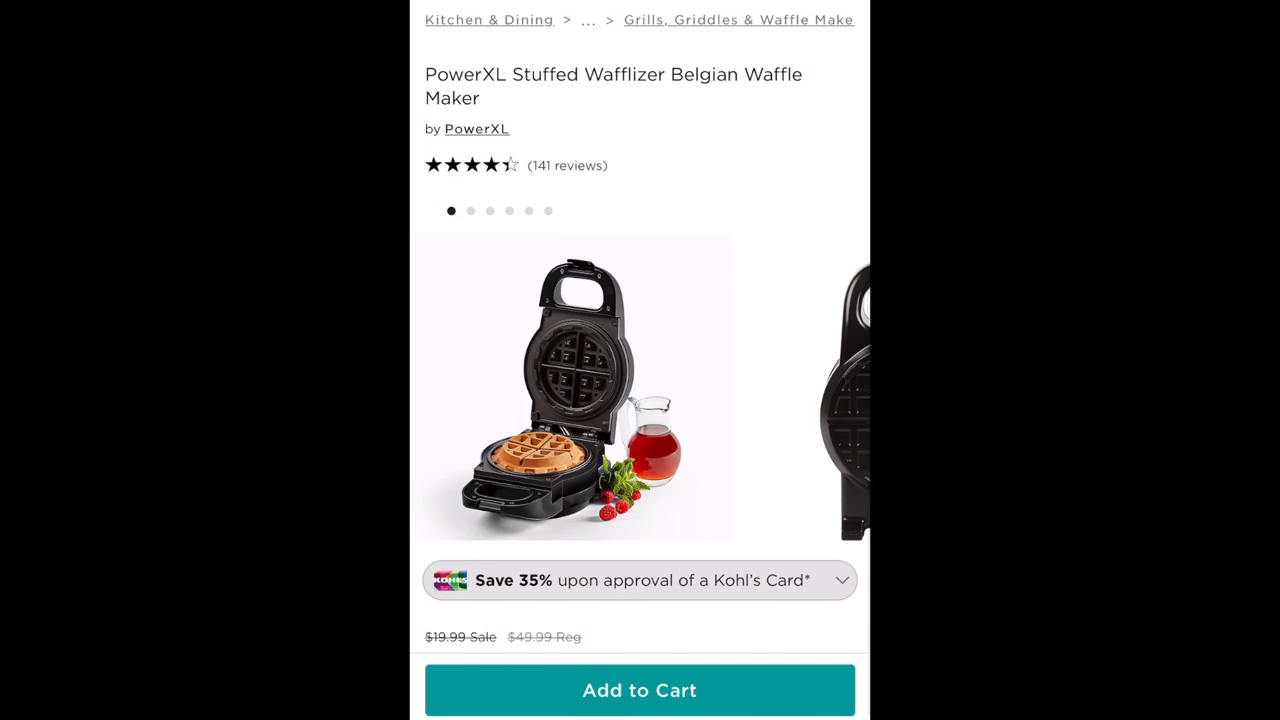 Kitchen & Dining > ... > Grills, Griddles & Waffle Make
PowerXL Stuffed Wafflizer Belgian Waffle
Maker
by PowerXL
(141 reviews)
KOHL'S Save 35% upon approval of a Kohl's Card*
$19.99 Sale $49.99 Reg
Add to Cart